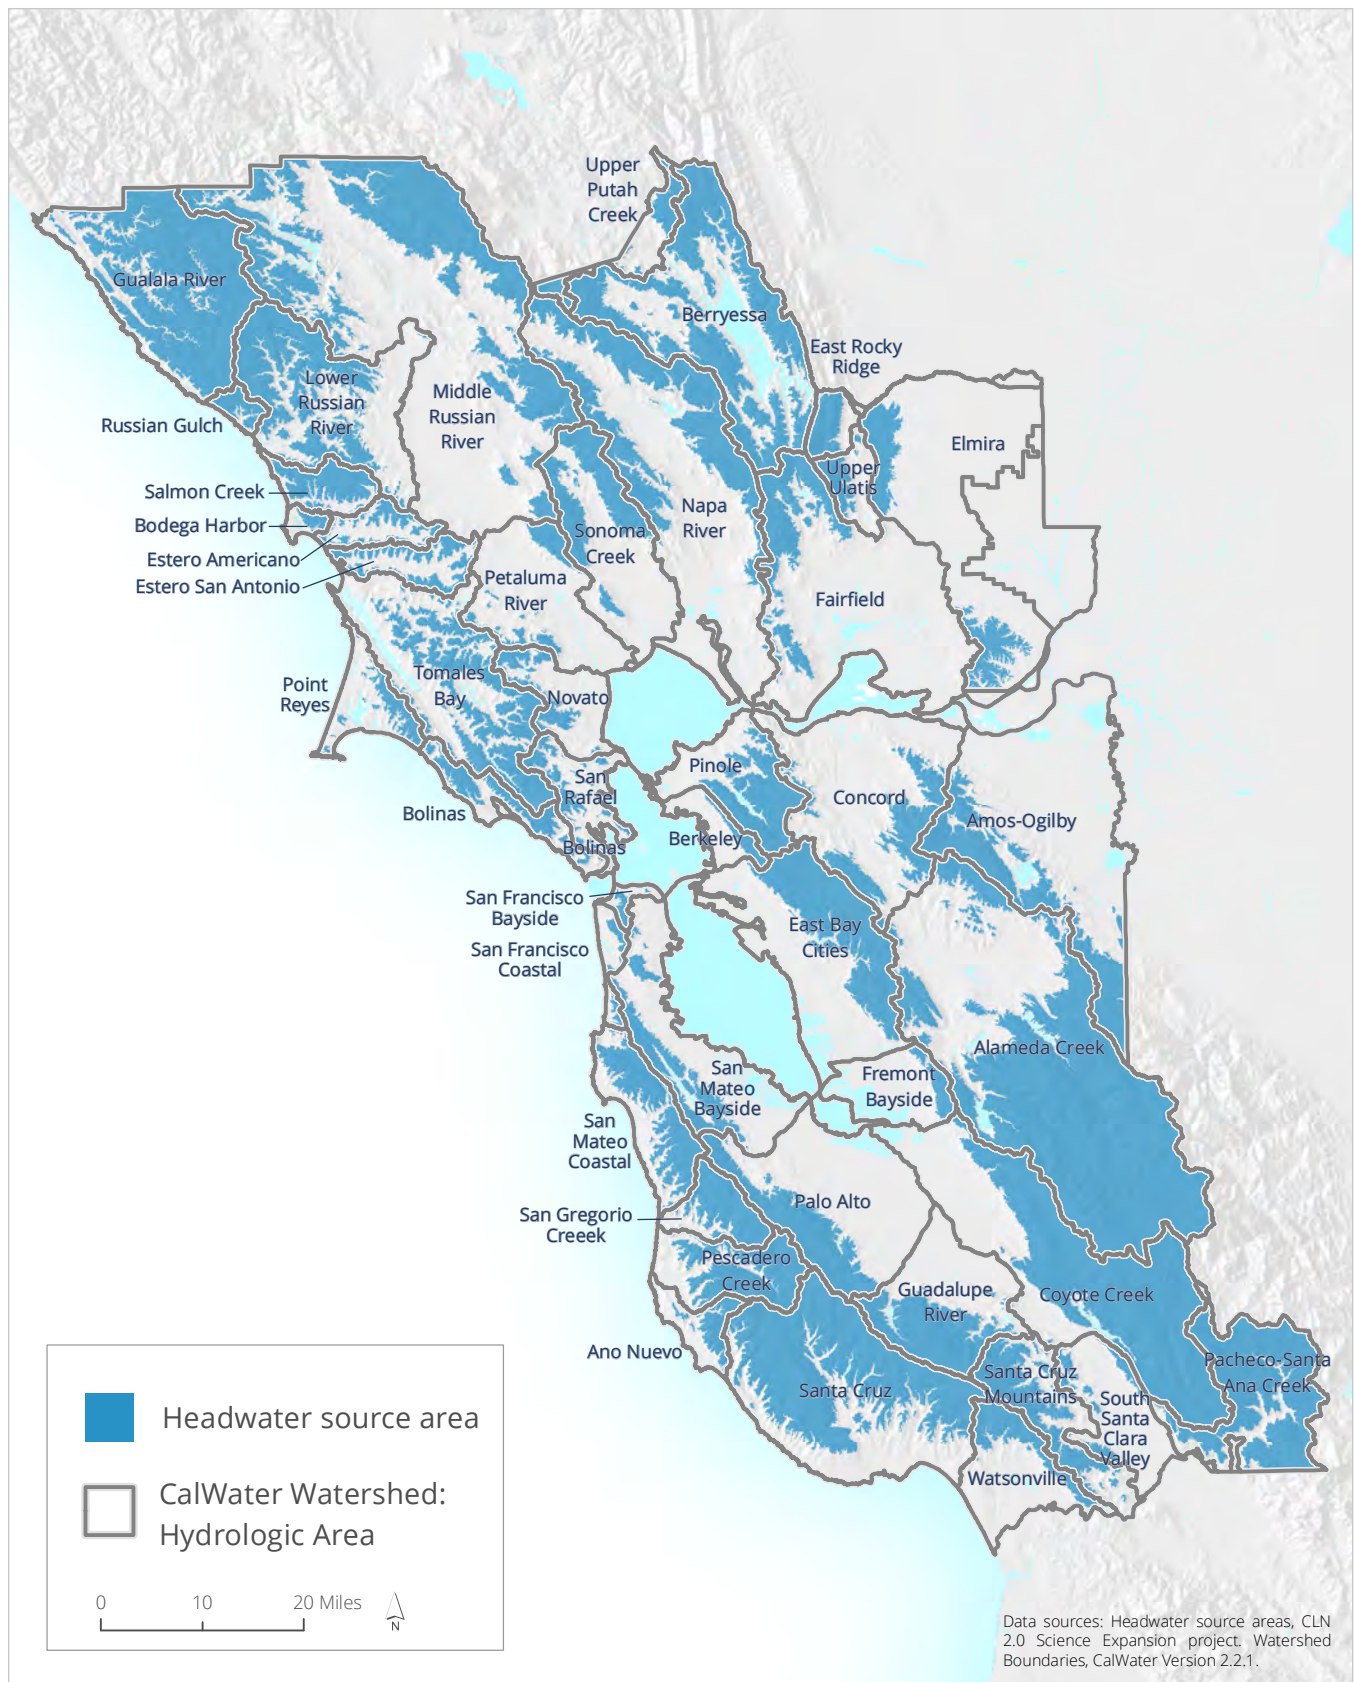 Upper
Putah
Creek
Gualala River
Berryessa
East Rocky
Ridge
Lower
Russian
River
Middle
Russian
River
Russian Gulch
Elmira
Upper
Ulatis
Salmon Creek
Bodega Harbor
Napa
River
Sonoma
Creek
Estero Americano
Estero San Antonio
Petaluma
River
Fairfield
Tomales
Bay
Point
Reyes
Novato
Pinole
San
Rafael
Concord
Bolinas
Amos-Ogilby
Berkeley
Bolinas
San Francisco
Bayside
East Bay
Cities
San Francisco
Coastal
Alameda Creek
San
Mateo
Bayside
Fremont
Bayside
San
Mateo
Coastal
Palo Alto
San Gregorio
Creeek
Pescadero
Creek
Guadalupe
River
Coyote Creek
Ano Nuevo
Pacheco-Santa
Ana Creek
Santa Cruz
Santa Cruz
Mountains
South
Santa
Clara
Valley
Watsonville
Headwater source area
CalWater Watershed:
Hydrologic Area
0 10 20 Miles
N
Data sources: Headwater source areas, CLN
2.0 Science Expansion project. Watershed
Boundaries, CalWater Version 2.2.1.